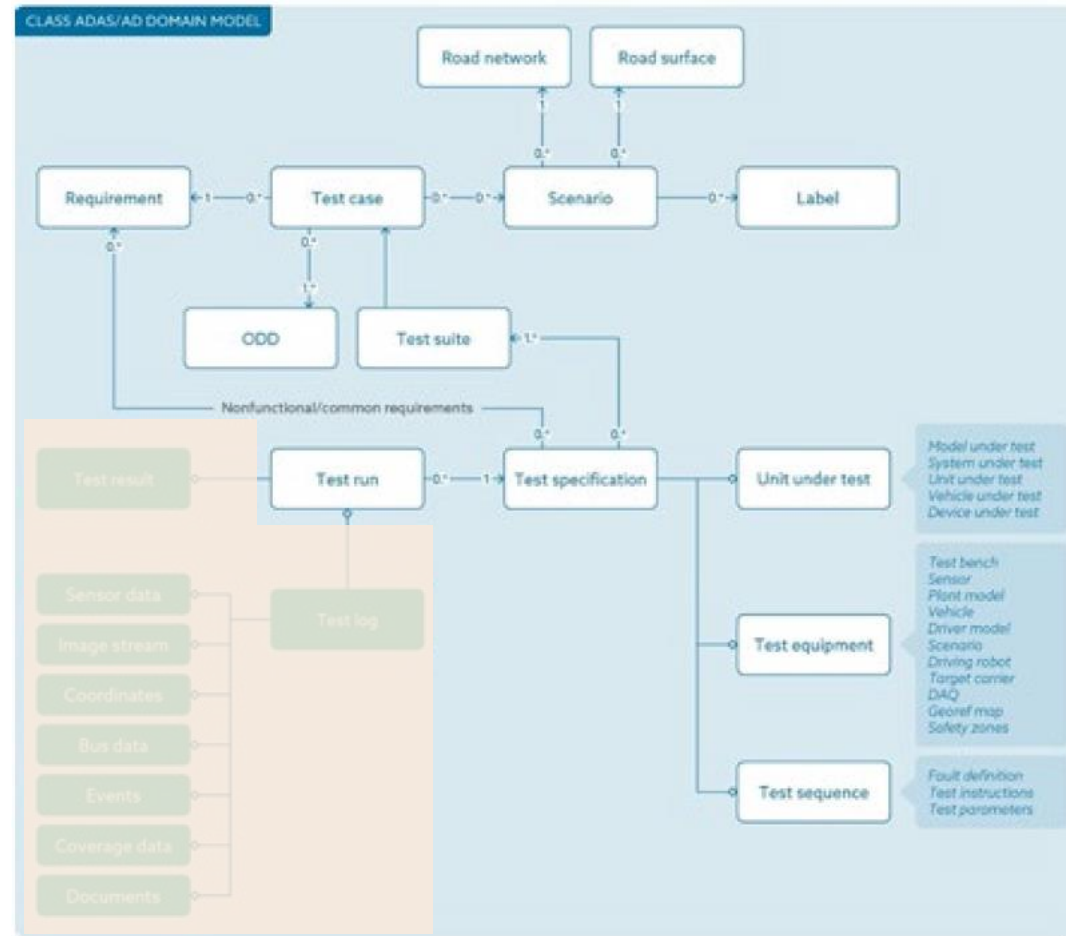 CLASS ADAS/AD DOMAIN MODEL
Road network
Road surface
1
1
0.*
0.*
Requirement
1
0.*
Test case
0.*
0.*
Scenario
0.*
Label
0.*
0.*
1.*
ODD
Test suite
1.*
Nonfunctional/common requirements
0.*
0.*
Test result
Test run
0.*
1
Test specification
Unit under test
Model under test
System under test
Unit under test
Vehicle under test
Device under test
Sensor data
Image stream
Coordinates
Bus data
Events
Coverage data
Documents
Test log
Test equipment
Test bench
Sensor
Plant model
Vehicle
Driver model
Scenario
Driving robot
Target carrier
DAQ
Georef map
Safety zones
Test sequence
Fault definition
Test instructions
Test parameters